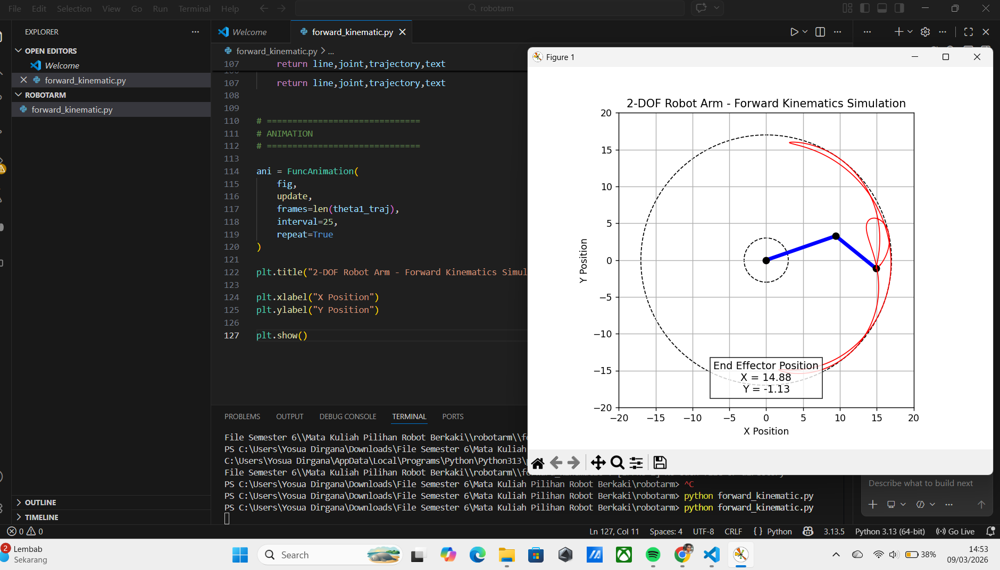 File Edit Selection View Go Run Terminal Help
robotarm
EXPLORER
OPEN EDITORS
Welcome
forward_kinematic.py
ROBOTARM
forward_kinematic.py
OUTLINE
TIMELINE
Welcome
forward_kinematic.py
forward_kinematic.py > ...
107 return line,joint,trajectory,text
107 return line,joint,trajectory,text
108
109
110 # ==============================
111 # ANIMATION
112 # ==============================
113
114 ani = FuncAnimation(
115 fig,
116 update,
117 frames=len(theta1_traj),
118 interval=25,
119 repeat=True
120 )
121
122 plt.title("2-DOF Robot Arm - Forward Kinematics Simul
123
124 plt.xlabel("X Position")
125 plt.ylabel("Y Position")
126
127 plt.show()
PROBLEMS OUTPUT DEBUG CONSOLE TERMINAL PORTS
File Semester 6\\Mata Kuliah Pilihan Robot Berkaki\\robotarm\\f
PS C:\Users\Yosua Dirgana\Downloads\File Semester 6\Mata Kuliah
C:\Users\Yosua Dirgana\AppData\Local\Programs\Python\Python313\
File Semester 6\\Mata Kuliah Pilihan Robot Berkaki\\robotarm\\f
PS C:\Users\Yosua Dirgana\Downloads\File Semester 6\Mata Kuliah Pilihan Robot Berkaki\robotarm> ^C
PS C:\Users\Yosua Dirgana\Downloads\File Semester 6\Mata Kuliah Pilihan Robot Berkaki\robotarm> python forward_kinematic.py
PS C:\Users\Yosua Dirgana\Downloads\File Semester 6\Mata Kuliah Pilihan Robot Berkaki\robotarm> python forward_kinematic.py
Figure 1
2-DOF Robot Arm - Forward Kinematics Simulation
20
15
10
5
0
−5
−10
−15
−20
Y Position
End Effector Position
X = 14.88
Y = -1.13
−20 −15 −10 −5 0 5 10 15 20
X Position
Describe what to build next
0 0
Ln 127, Col 11 Spaces: 4 UTF-8 CRLF { } Python 3.13.5 Python 3.13 (64-bit) Go Live
2
Lembab
Sekarang
Search
38%
14:53
09/03/2026